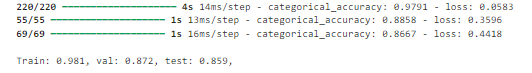 220/220 ━━━━━━━━━━━━━━━━━━━━ 4s 14ms/step - categorical_accuracy: 0.9791 - loss: 0.0583
55/55 ━━━━━━━━━━━━━━━━━━━━ 1s 13ms/step - categorical_accuracy: 0.8858 - loss: 0.3596
69/69 ━━━━━━━━━━━━━━━━━━━━ 1s 16ms/step - categorical_accuracy: 0.8667 - loss: 0.4418
Train: 0.981, val: 0.872, test: 0.859,